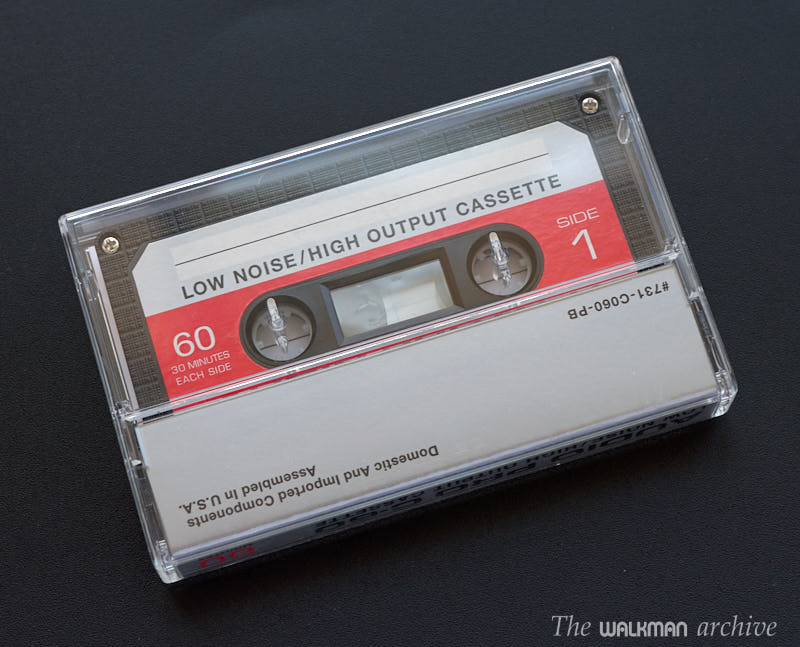 LOW NOISE/HIGH OUTPUT CASSETTE
SIDE
1
60
30 MINUTES
EACH SIDE
#731-C060-PB
Domestic And Imported Components
Assembled In U.S.A.
The WALKMAN archive